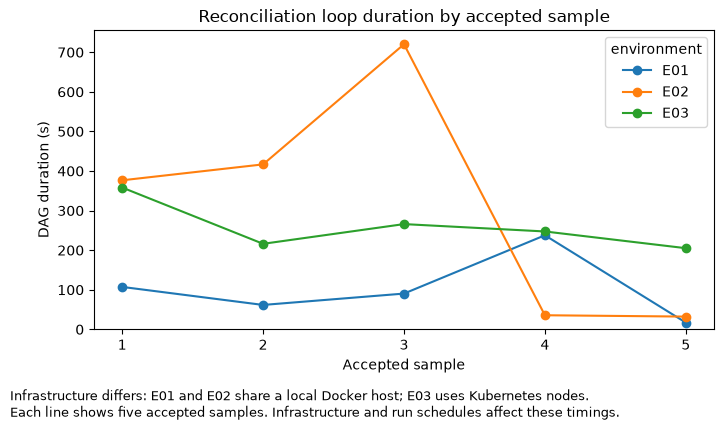 Reconciliation loop duration by accepted sample
environment
E01
E02
E03
DAG duration (s)
700
600
500
400
300
200
100
0
1 2 3 4 5
Accepted sample
Infrastructure differs: E01 and E02 share a local Docker host; E03 uses Kubernetes nodes.
Each line shows five accepted samples. Infrastructure and run schedules affect these timings.